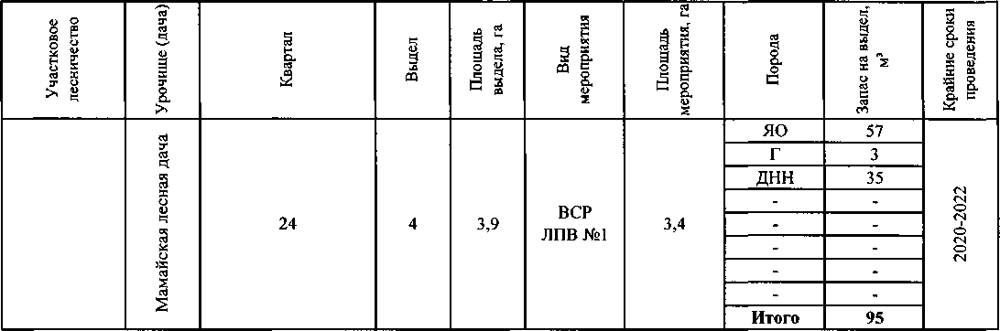 Участковое
лесничество
Урочище (дача)
Квартал
Выдел
Площадь
выдела, га
Вид
мероприятия
Площадь
мероприятия, га
Порода
Запас на выдел,
м³
Крайние сроки
проведения
Мамайская лесная дача
24
4
3,9
ВСР
ЛПВ №1
3,4
ЯО 57
Г 3
ДНН 35
- -
- -
- -
- -
- -
Итого 95
2020-2022